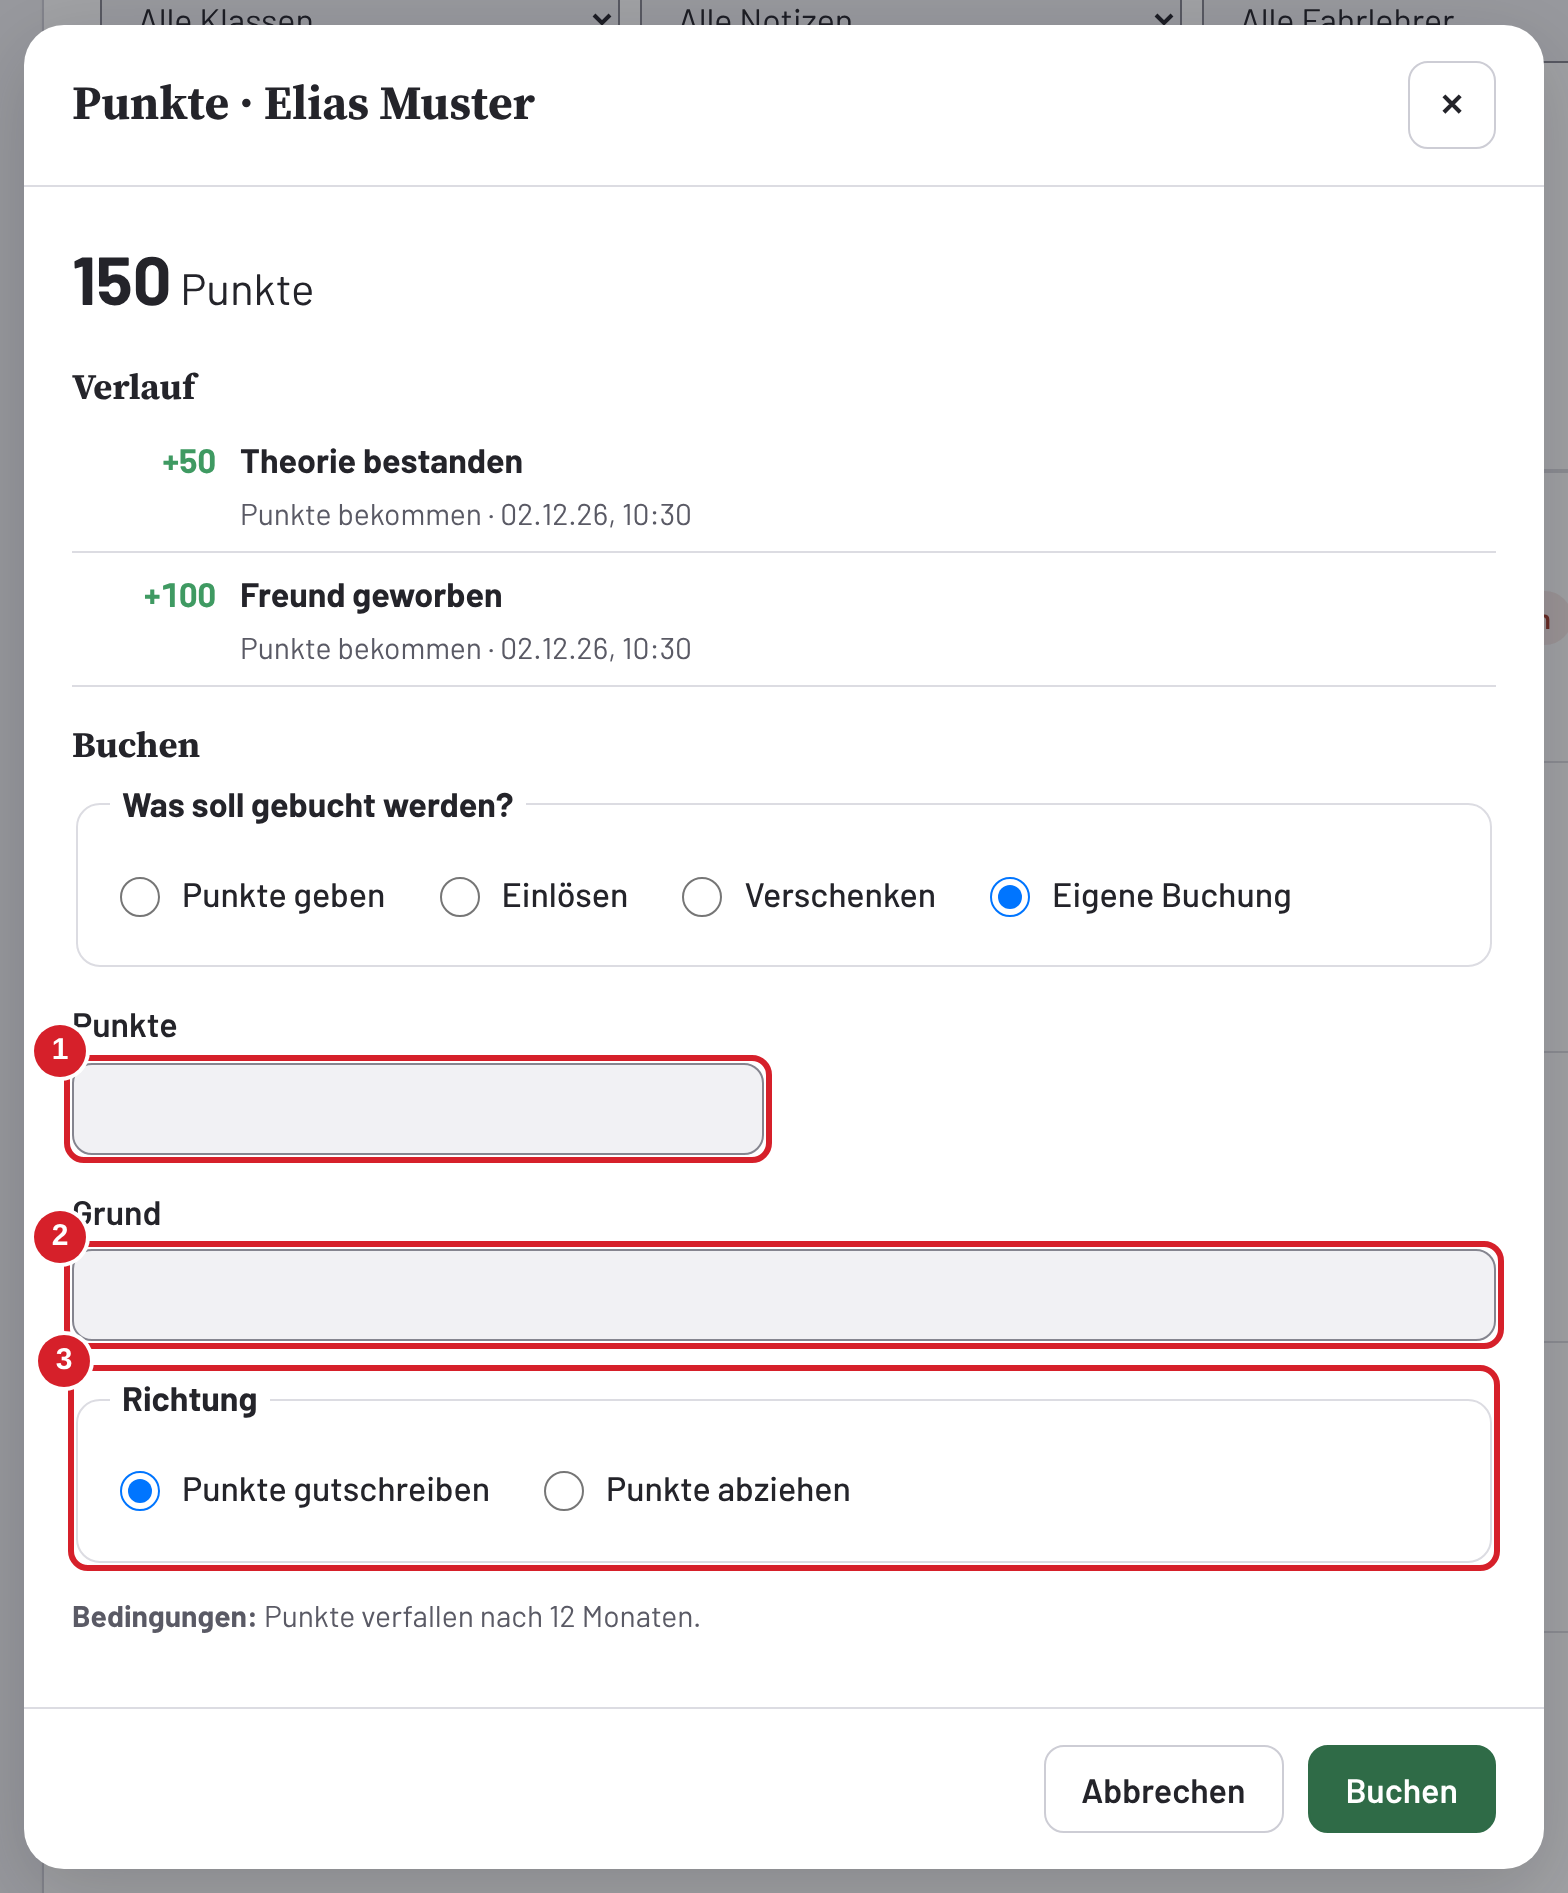 Alle Klassen Alle Notizen Alle Fahrlehrer
Punkte · Elias Muster
×
150 Punkte
Verlauf
+50 Theorie bestanden
Punkte bekommen · 02.12.26, 10:30
+100 Freund geworben
Punkte bekommen · 02.12.26, 10:30
Buchen
Was soll gebucht werden?
Punkte geben Einlösen Verschenken Eigene Buchung
Punkte
1
Grund
2
3
Richtung
Punkte gutschreiben Punkte abziehen
Bedingungen: Punkte verfallen nach 12 Monaten.
Abbrechen Buchen